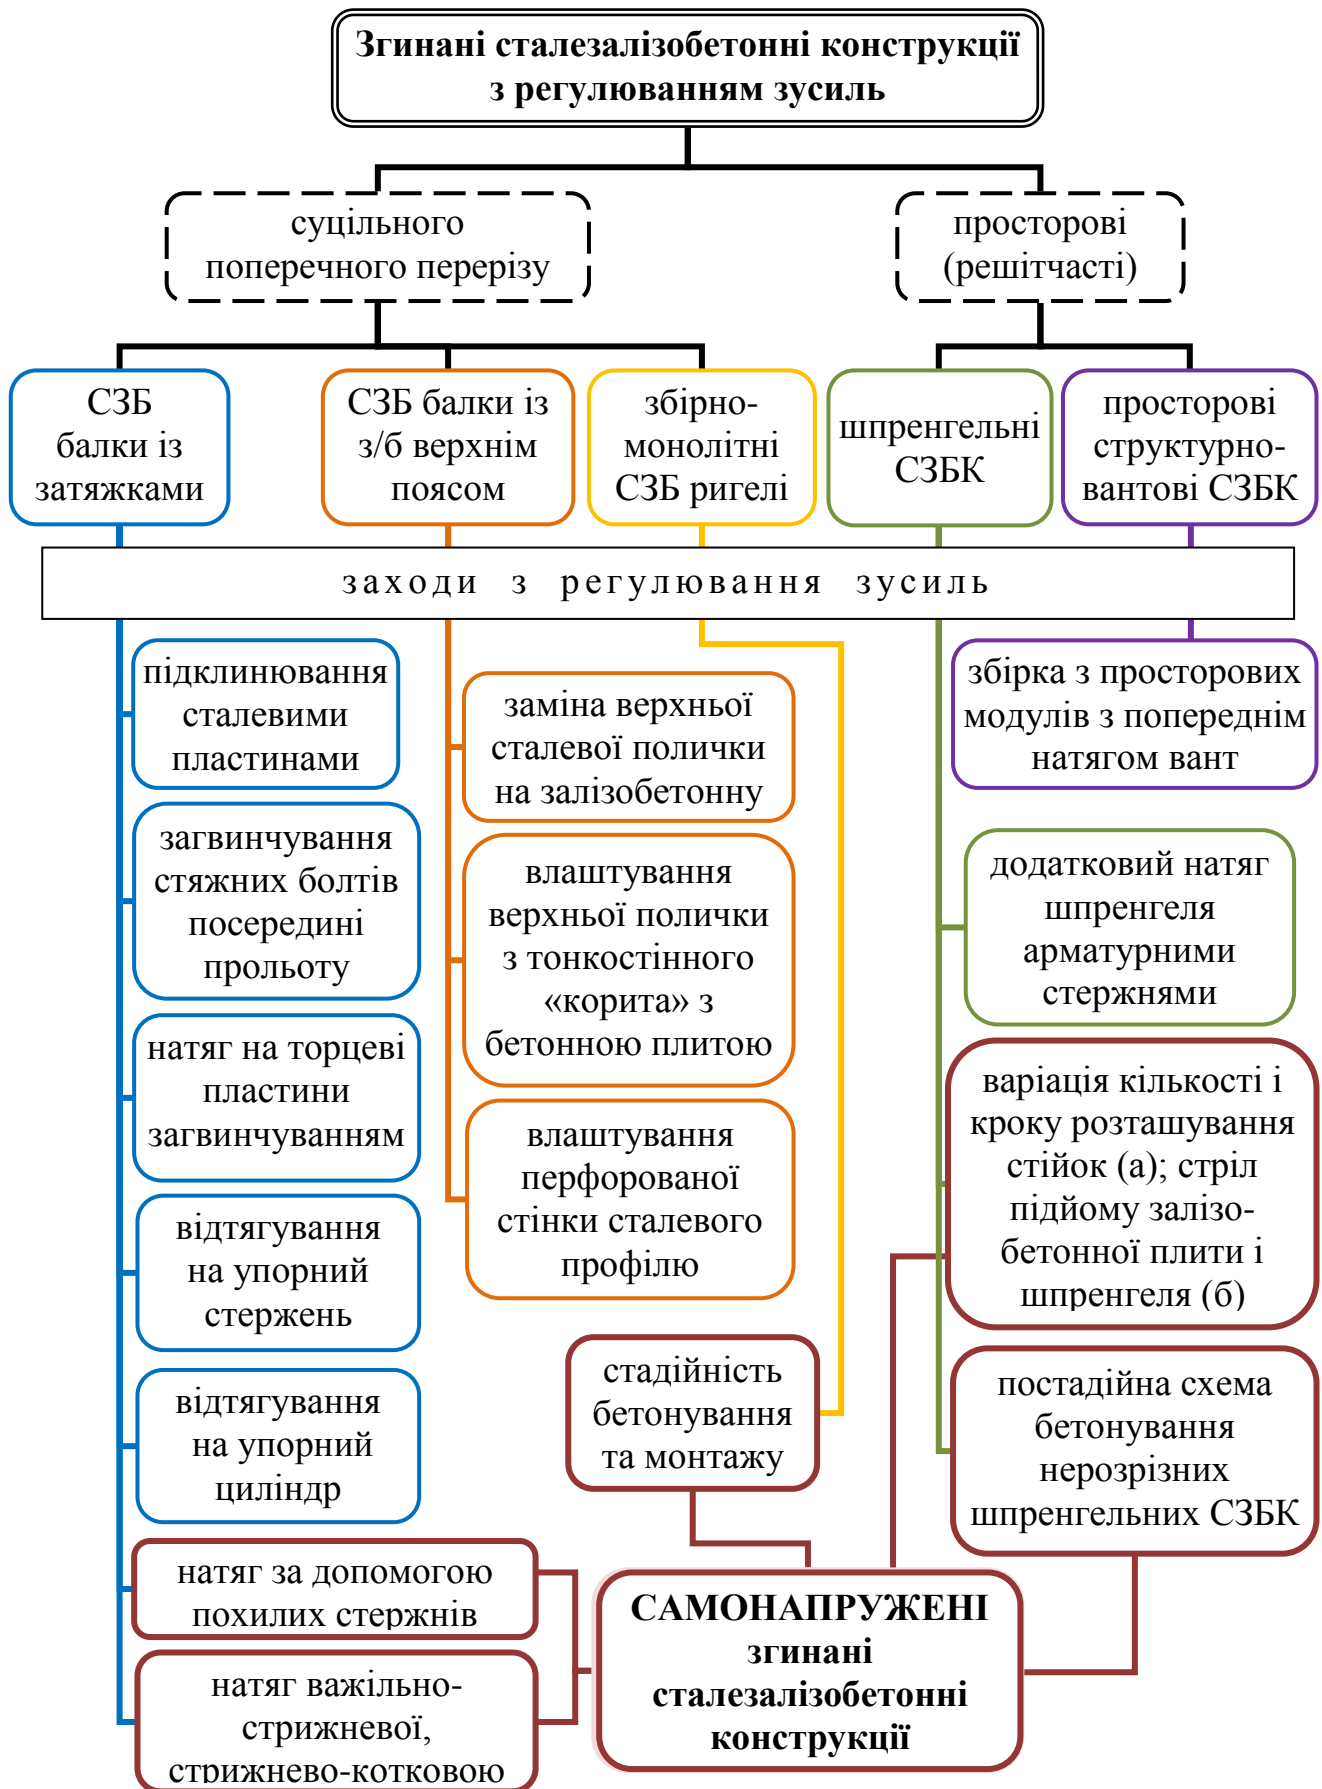 Згинані сталезалізобетонні конструкції
з регулюванням зусиль
суцільного
поперечного перерізу
просторові
(решітчасті)
СЗБ
балки із
затяжками
СЗБ балки із
з/б верхнім
поясом
збірно-
монолітні
СЗБ ригелі
шпренгельні
СЗБК
просторові
структурно-
вантові СЗБК
заходи з регулювання зусиль
підклинювання
сталевими
пластинами
загвинчування
стяжних болтів
посередині
прольоту
натяг на торцеві
пластини
загвинчуванням
відтягування
на упорний
стержень
відтягування
на упорний
циліндр
натяг за допомогою
похилих стержнів
натяг важільно-
стрижневої,
стрижнево-котковою
заміна верхньої
сталевої полички
на залізобетонну
влаштування
верхньої полички
з тонкостінного
«корита» з
бетонною плитою
влаштування
перфорованої
стінки сталевого
профілю
стадійність
бетонування
та монтажу
збірка з просторових
модулів з попереднім
натягом вант
додатковий натяг
шпренгеля
арматурними
стержнями
варіація кількості і
кроку розташування
стійок (а); стріл
підйому залізо-
бетонної плити і
шпренгеля (б)
постадійна схема
бетонування
нерозрізних
шпренгельних СЗБК
САМОНАПРУЖЕНІ
згинані
сталезалізобетонні
конструкції